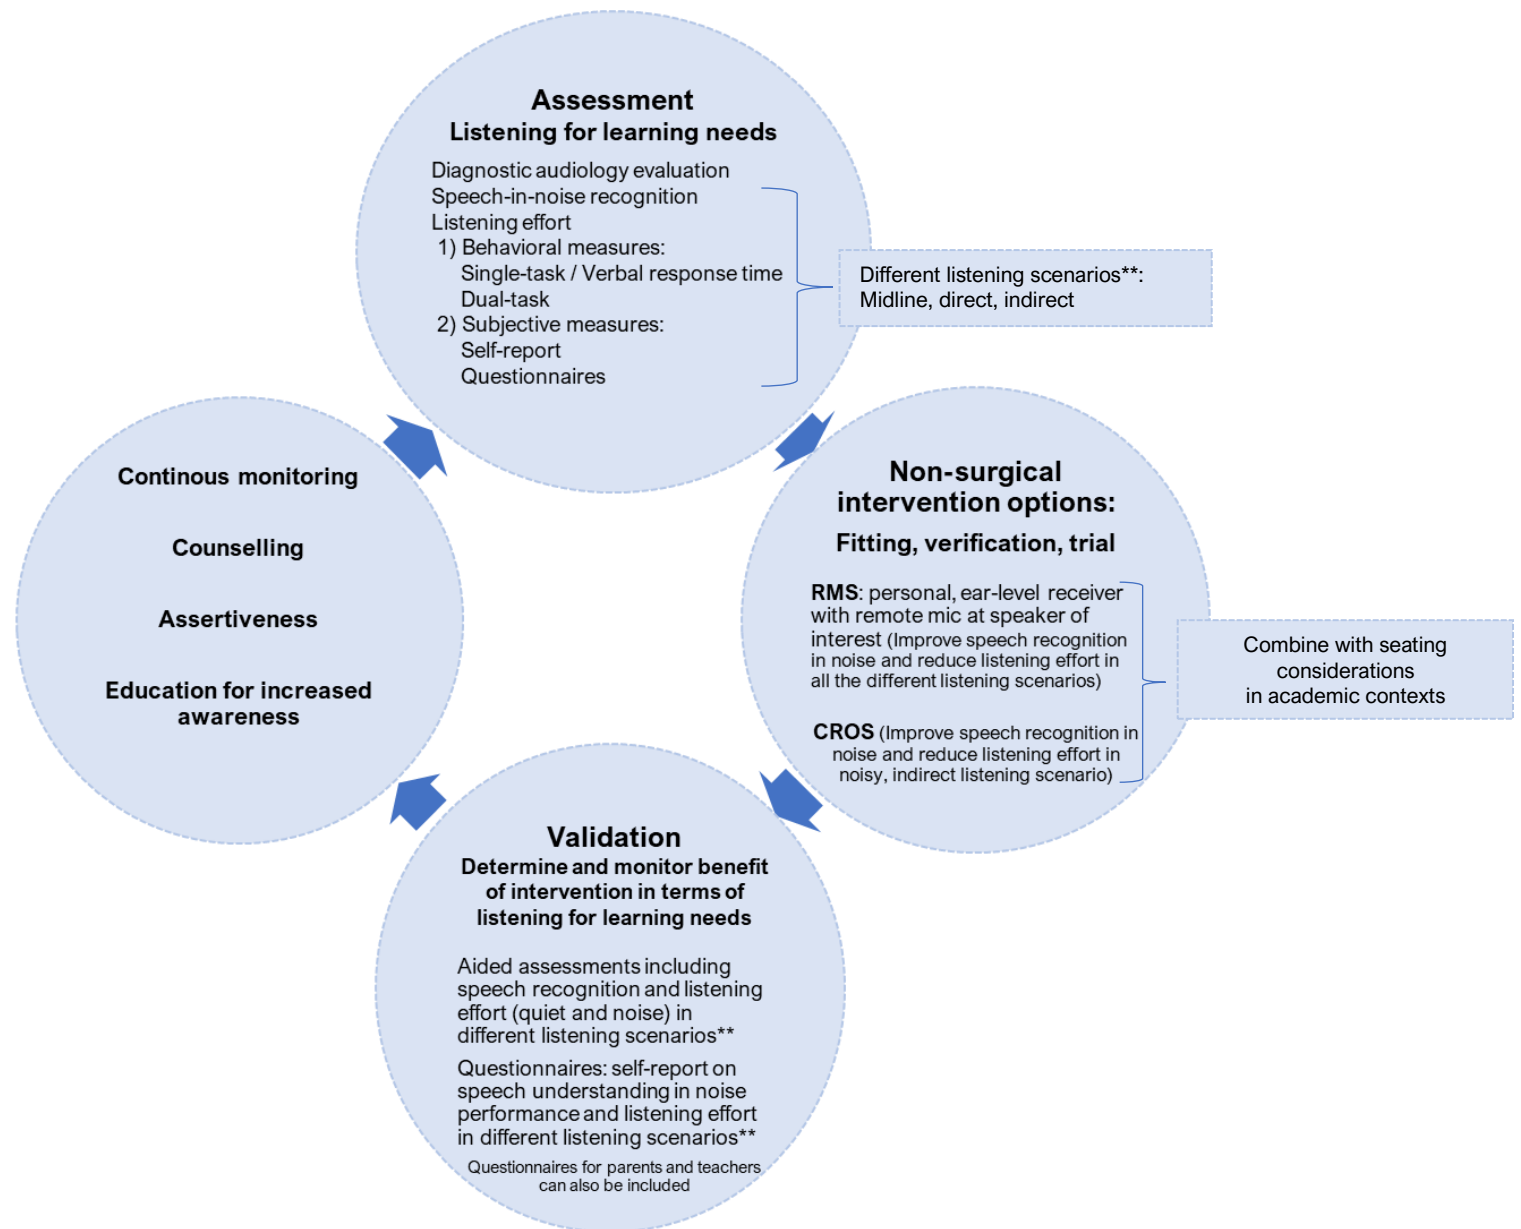 Assessment
Listening for learning needs
Diagnostic audiology evaluation
Speech-in-noise recognition
Listening effort
1) Behavioral measures:
Single-task / Verbal response time
Dual-task
2) Subjective measures:
Self-report
Questionnaires
Different listening scenarios**:
Midline, direct, indirect
Non-surgical
intervention options:
Fitting, verification, trial
RMS: personal, ear-level receiver
with remote mic at speaker of
interest (Improve speech recognition
in noise and reduce listening effort in
all the different listening scenarios)
CROS (Improve speech recognition in
noise and reduce listening effort in
noisy, indirect listening scenario)
Combine with seating
considerations
in academic contexts
Validation
Determine and monitor benefit
of intervention in terms of
listening for learning needs
Aided assessments including
speech recognition and listening
effort (quiet and noise) in
different listening scenarios**
Questionnaires: self-report on
speech understanding in noise
performance and listening effort
in different listening scenarios**
Questionnaires for parents and teachers
can also be included
Continous monitoring
Counselling
Assertiveness
Education for increased
awareness